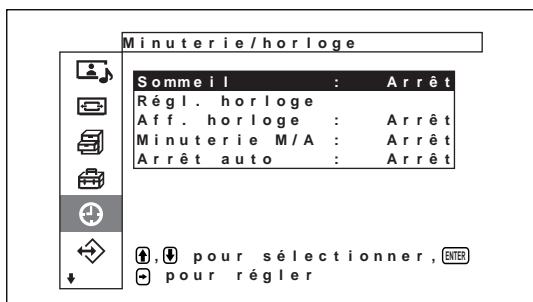 Minuterie/horloge
Sommeil : Arrêt
Régl. horloge
Aff. horloge : Arrêt
Minuterie M/A : Arrêt
Arrêt auto : Arrêt
, pour sélectionner, ENTER
pour régler